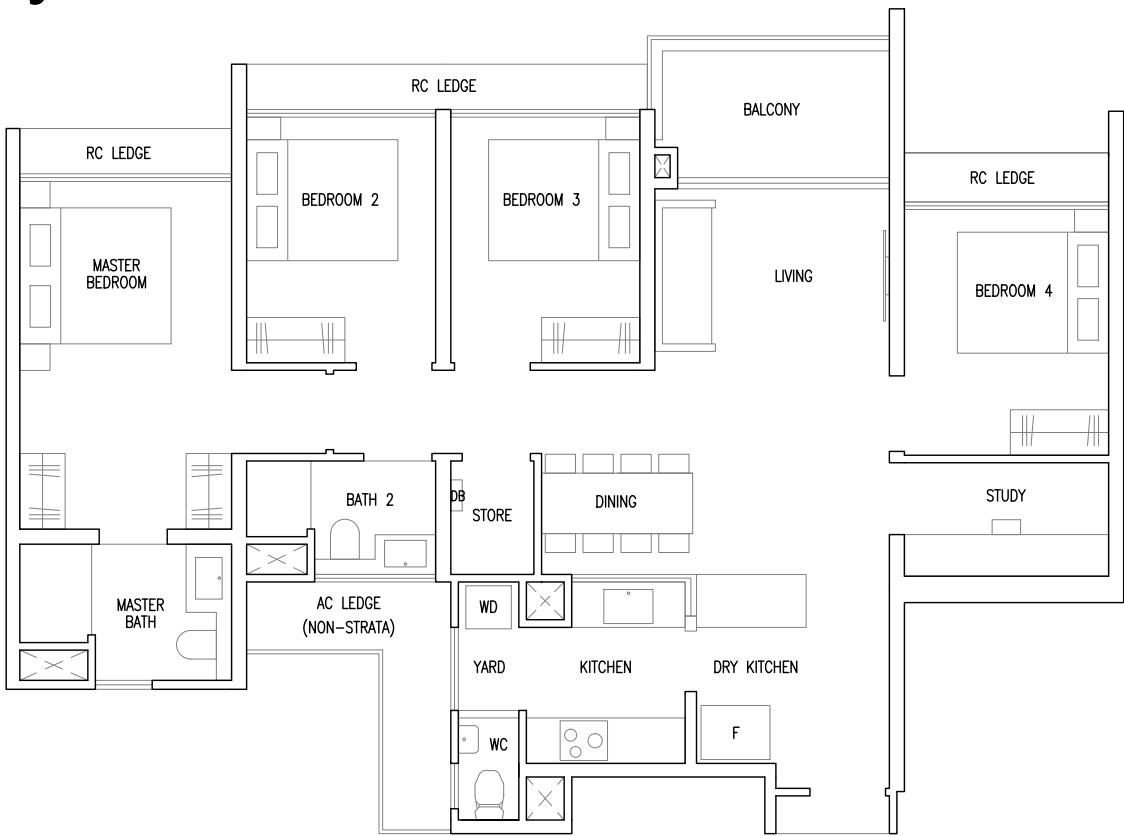 RC LEDGE
BALCONY
RC LEDGE
RC LEDGE
BEDROOM 2
BEDROOM 3
MASTER
BEDROOM
LIVING
BEDROOM 4
BATH 2
DB
STORE
DINING
STUDY
MASTER
BATH
AC LEDGE
(NON-STRATA)
WD
YARD
KITCHEN
DRY KITCHEN
WC
F